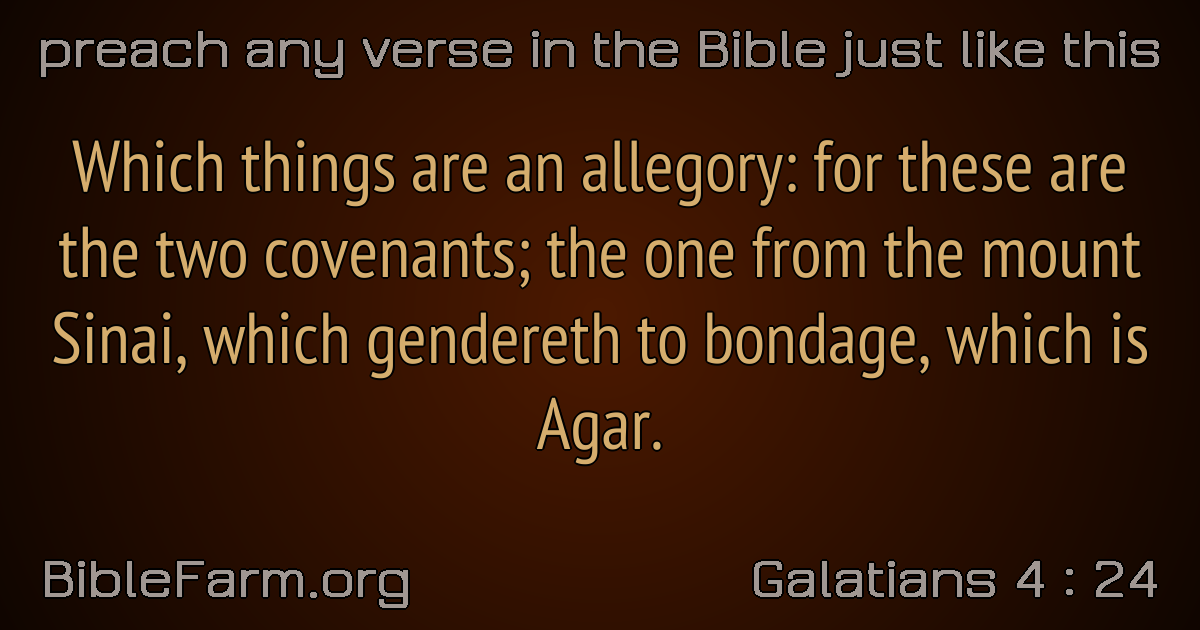 preach any verse in the Bible just like this
Which things are an allegory: for these are
the two covenants; the one from the mount
Sinai, which gendereth to bondage, which is
Agar.
BibleFarm.org
Galatians 4 : 24